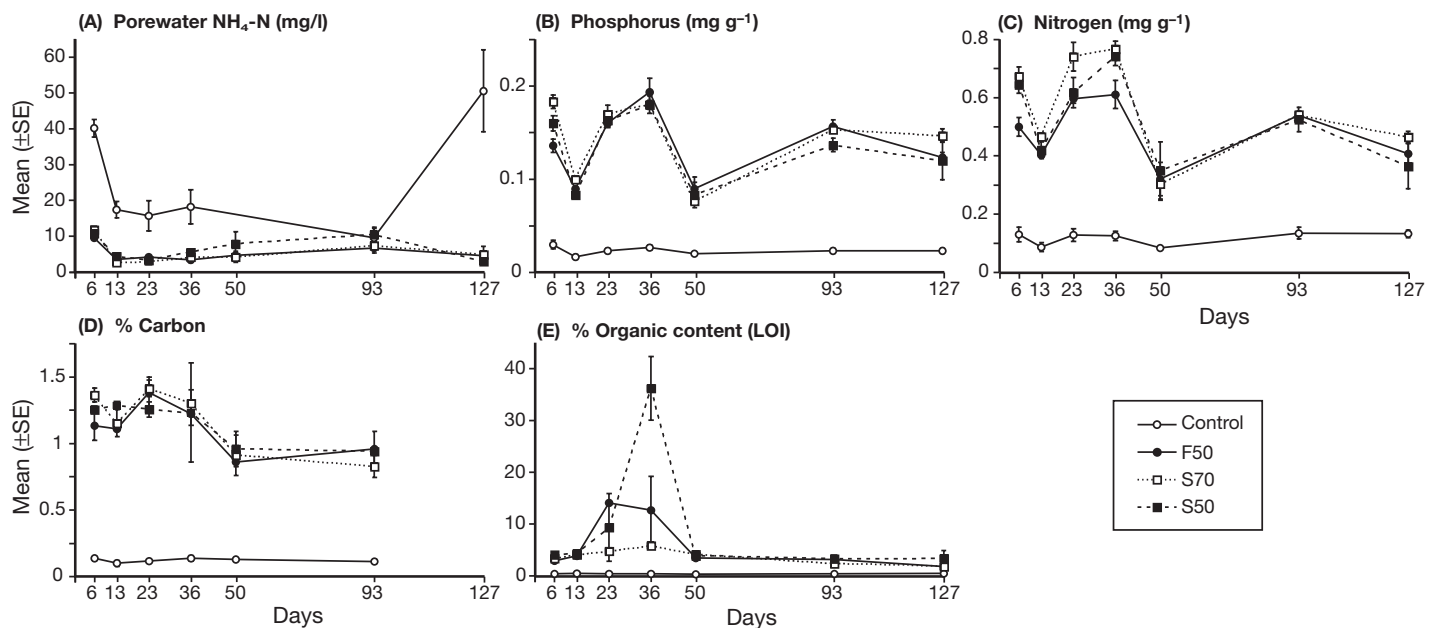 (A) Porewater NH₄-N (mg/l)
Mean (±SE)
60
50
40
30
20
10
0
6 13 23 36 50 93 127
(B) Phosphorus (mg g⁻¹)
0.2
0.1
0
6 13 23 36 50 93 127
(C) Nitrogen (mg g⁻¹)
0.8
0.6
0.4
0.2
0
6 13 23 36 50 93 127
Days
(D) % Carbon
Mean (±SE)
1.5
1
0.5
0
6 13 23 36 50 93 127
Days
(E) % Organic content (LOI)
40
30
20
10
0
6 13 23 36 50 93 127
Days
Control
F50
S70
S50